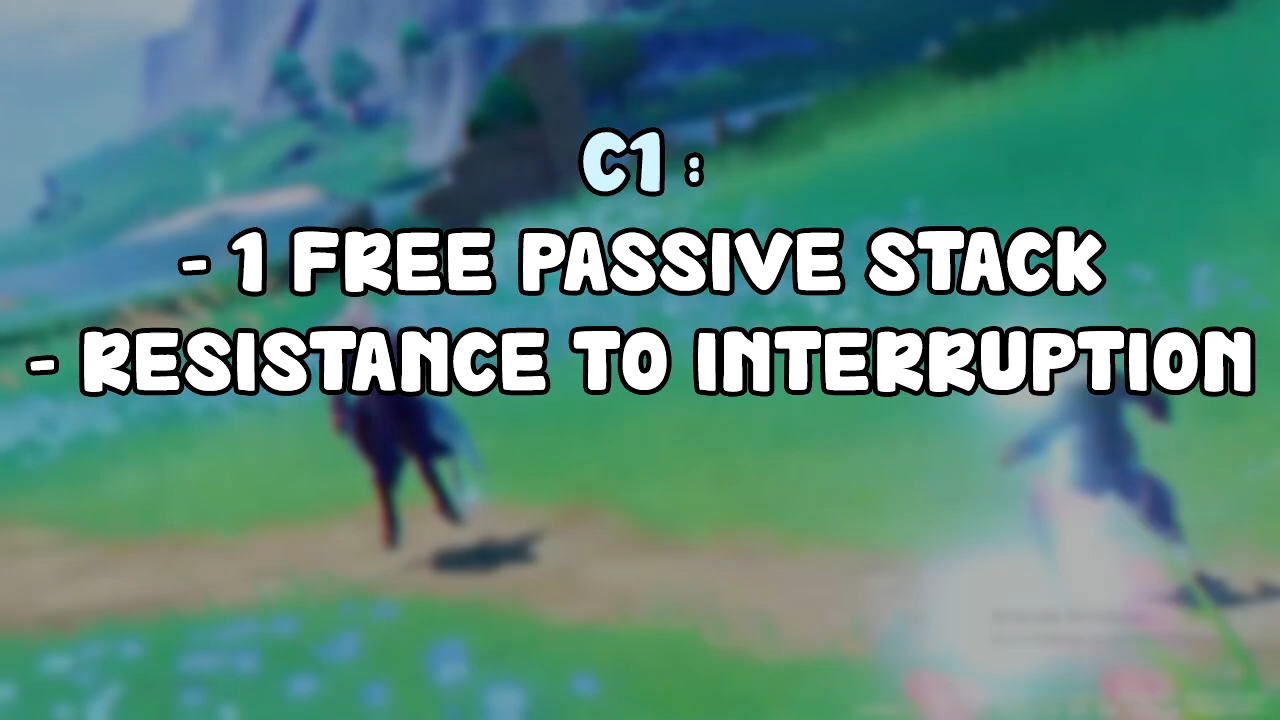 C1 :
- 1 FREE PASSIVE STACK
- RESISTANCE TO INTERRUPTION